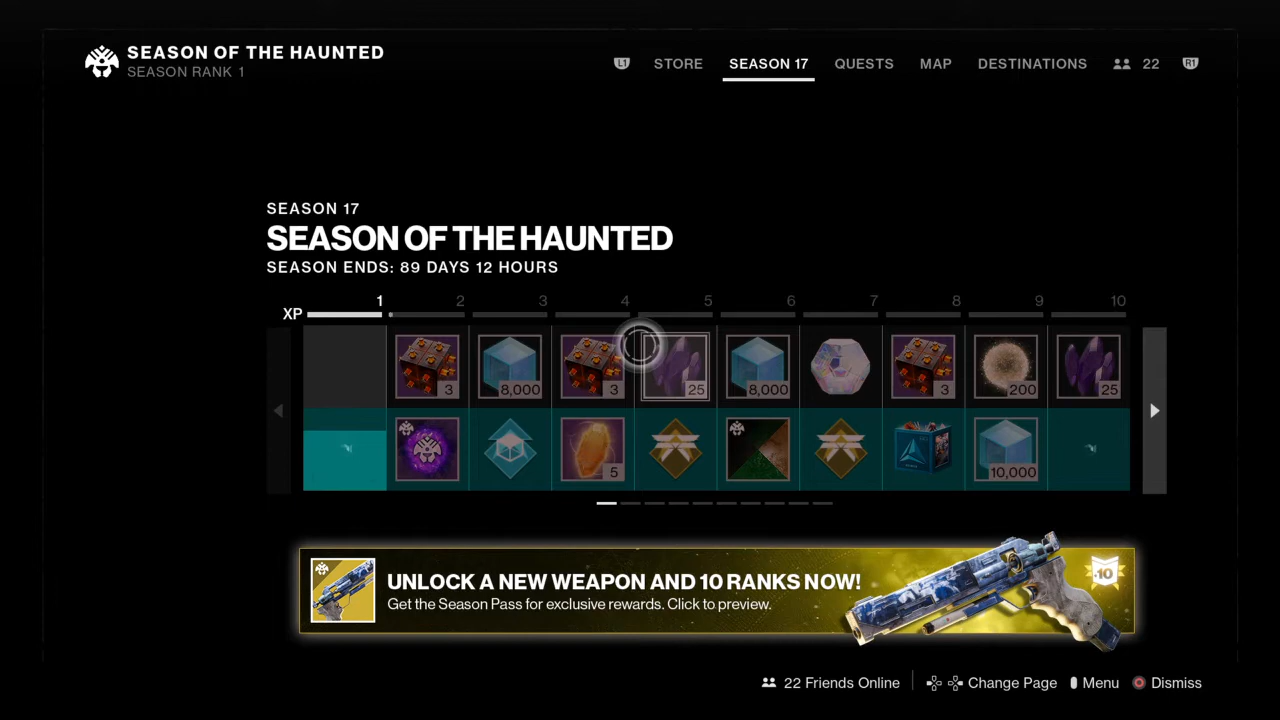 SEASON OF THE HAUNTED
SEASON RANK 1
L1 STORE SEASON 17 QUESTS MAP DESTINATIONS 22 R1
SEASON 17
SEASON OF THE HAUNTED
SEASON ENDS: 89 DAYS 12 HOURS
XP 1 2 3 4 5 6 7 8 9 10
3 8,000 3 25 8,000 3 200 25
5 10,000
UNLOCK A NEW WEAPON AND 10 RANKS NOW!
Get the Season Pass for exclusive rewards. Click to preview.
+10
22 Friends Online Change Page Menu Dismiss